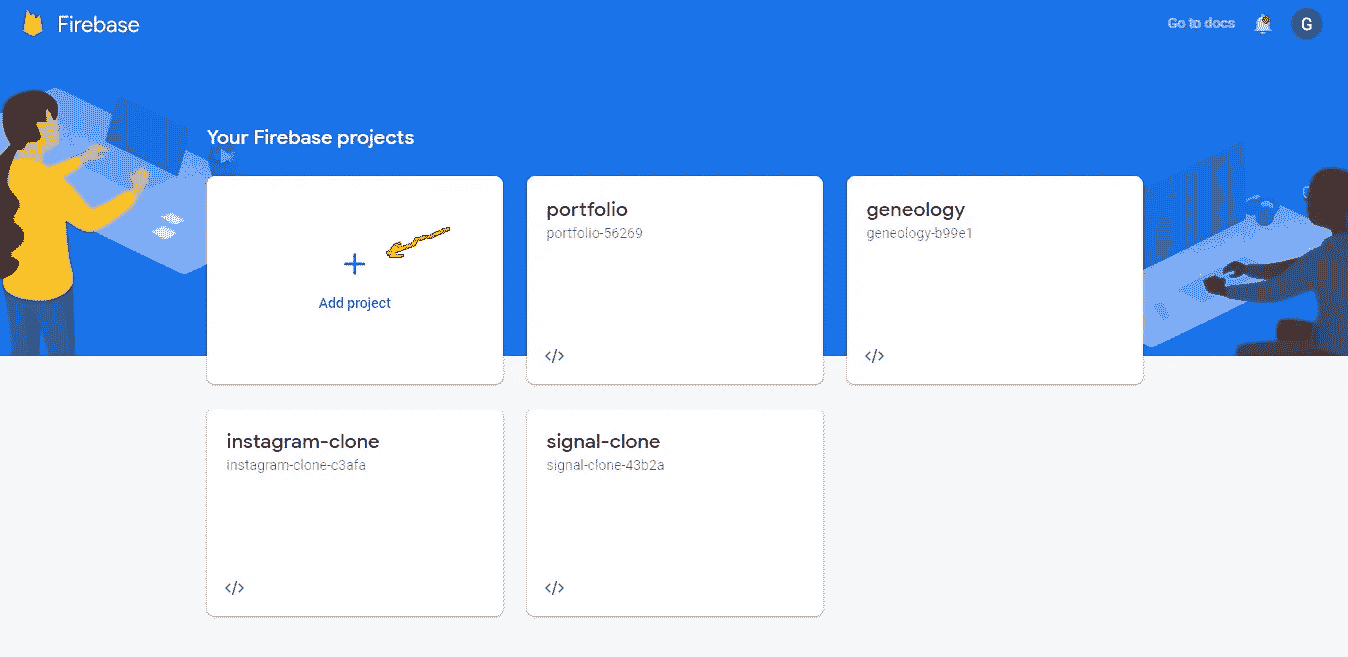 Firebase
Go to docs
G
Your Firebase projects
Add project
portfolio
portfolio-56269
</>
geneology
geneology-b99e1
</>
instagram-clone
instagram-clone-c3afa
</>
signal-clone
signal-clone-43b2a
</>